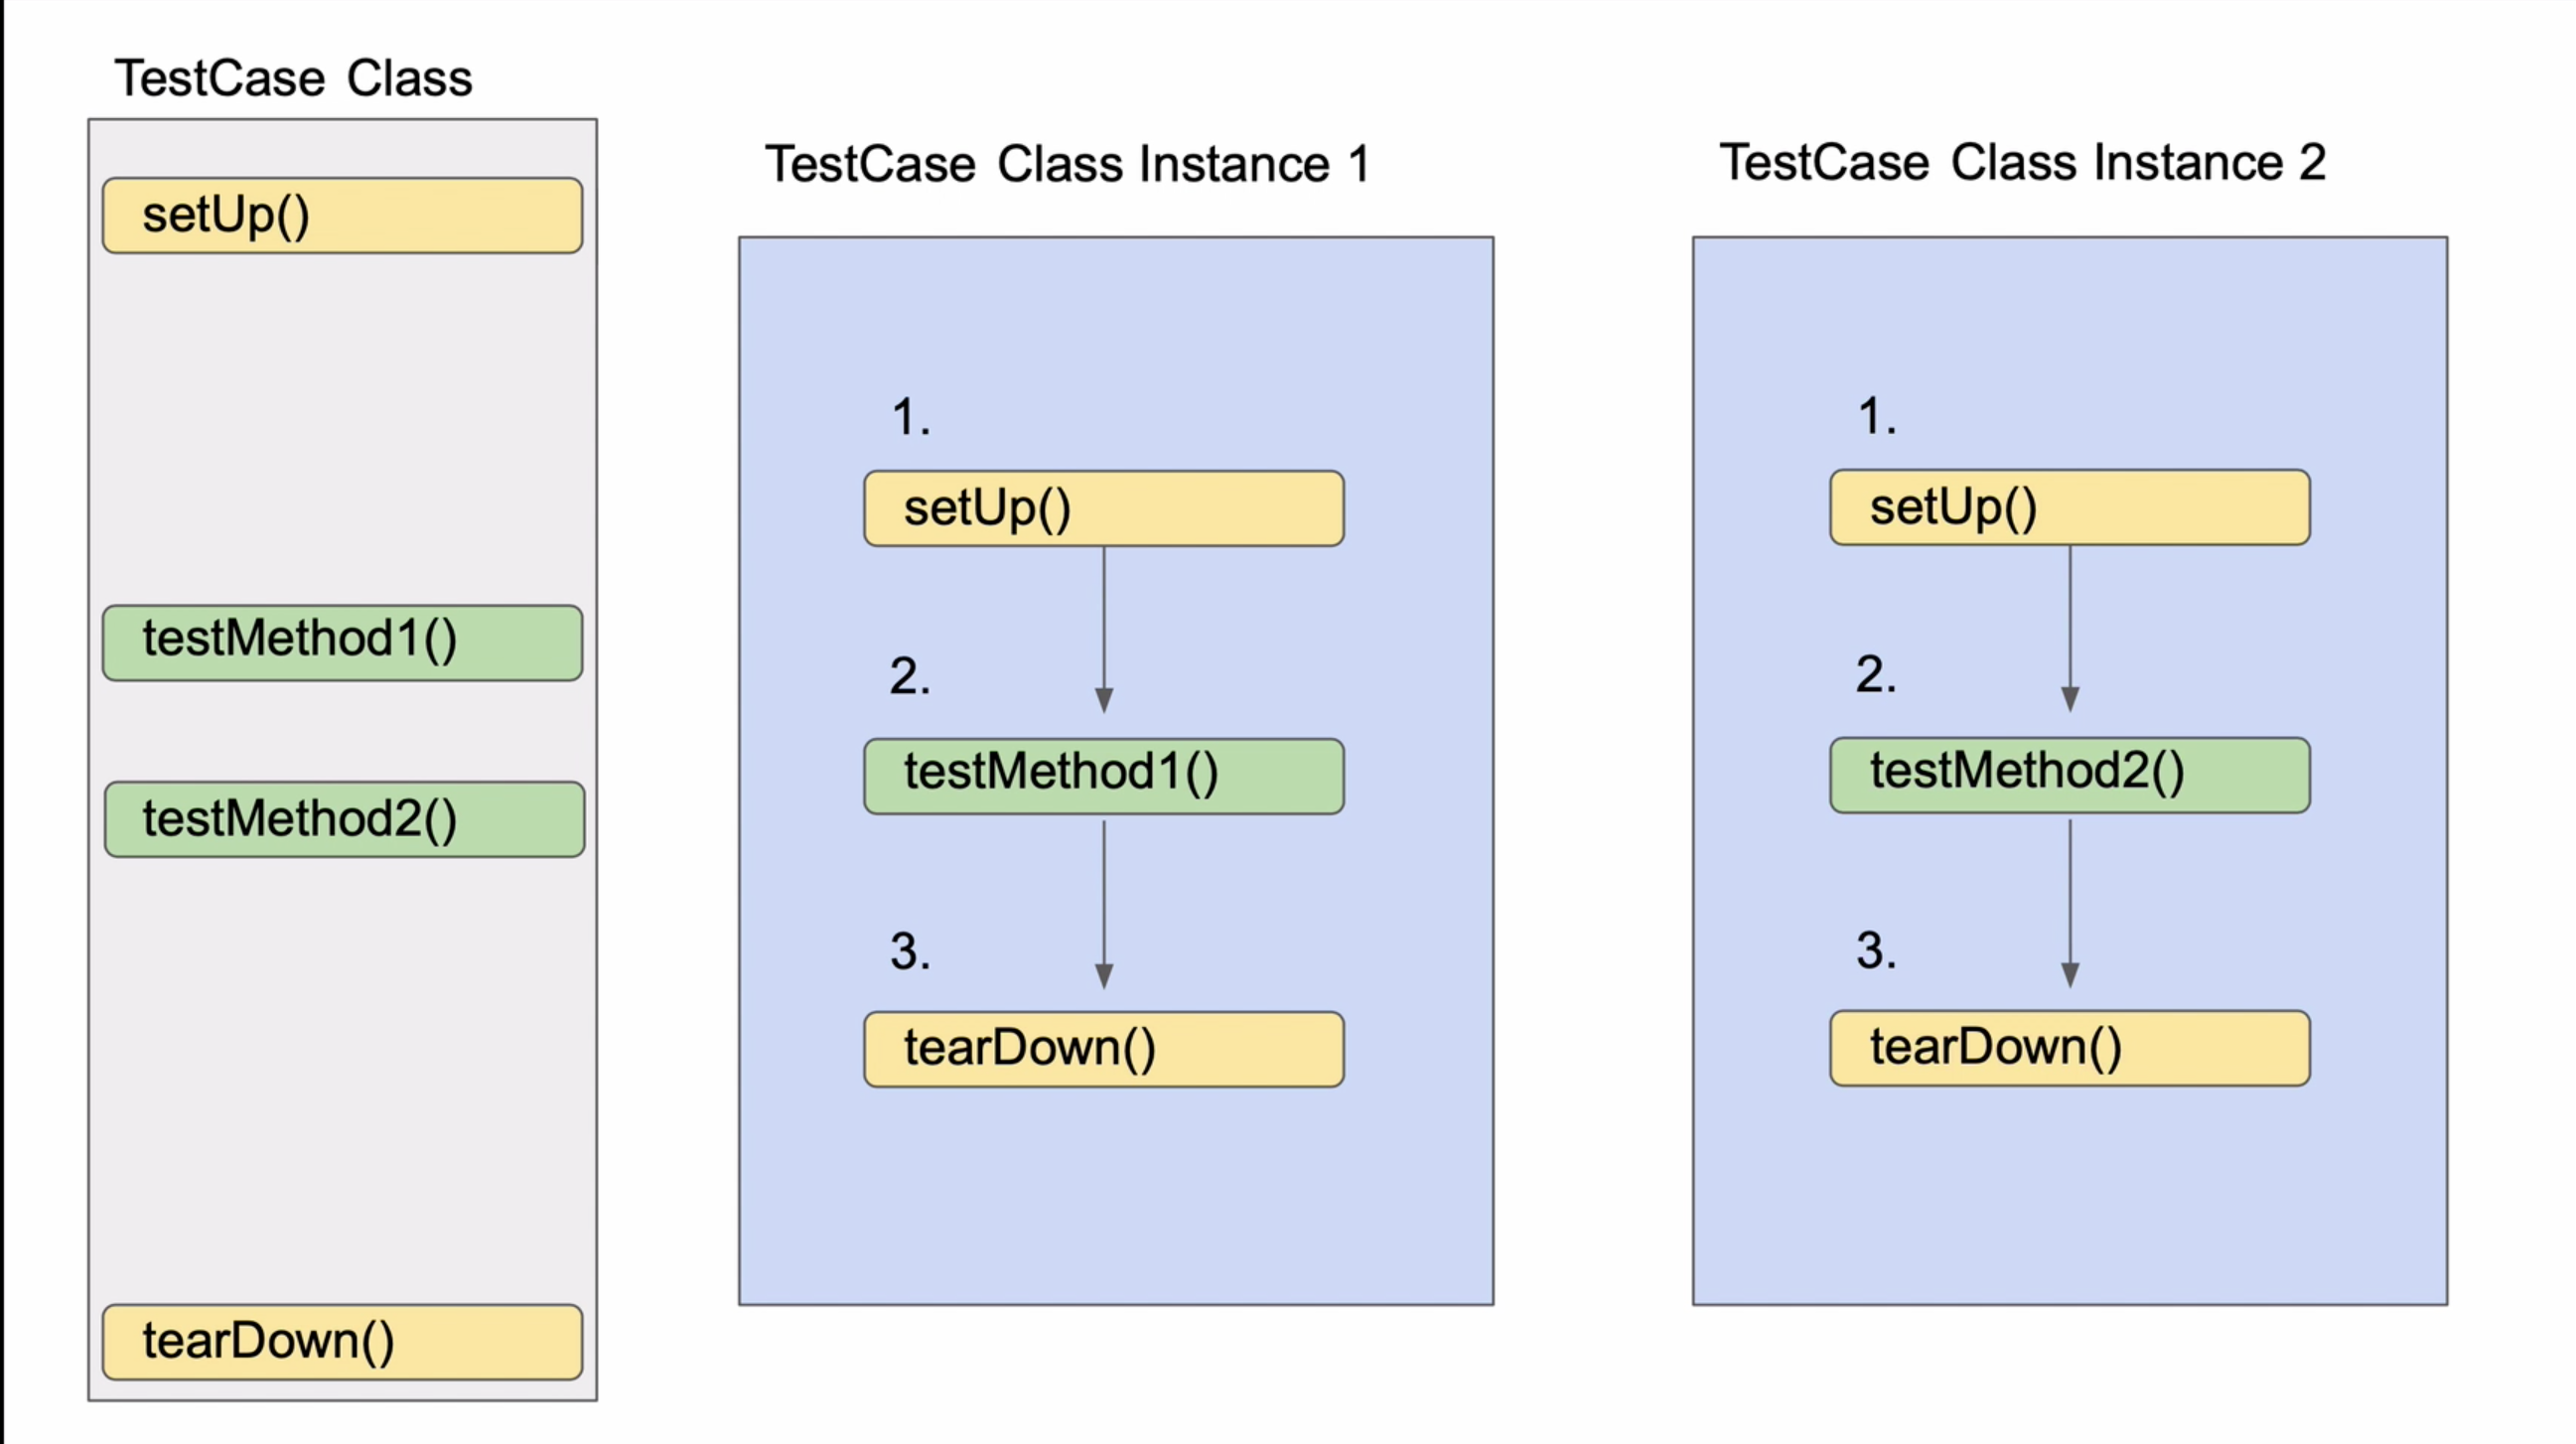 TestCase Class
setUp()
testMethod1()
testMethod2()
tearDown()
TestCase Class Instance 1
1.
setUp()
2.
testMethod1()
3.
tearDown()
TestCase Class Instance 2
1.
setUp()
2.
testMethod2()
3.
tearDown()